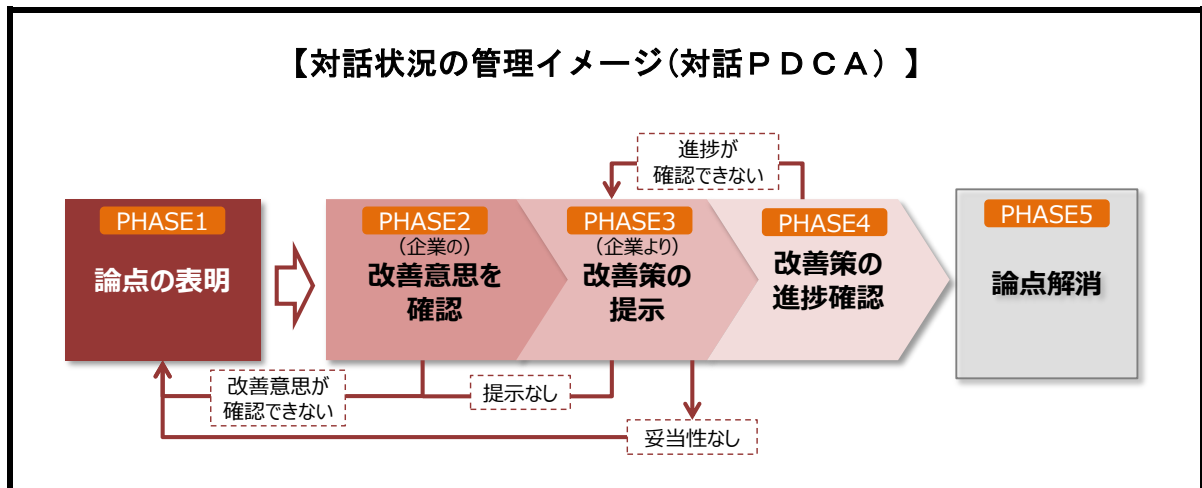 【対話状況の管理イメージ(対話PDCA)】
進捗が
確認できない
PHASE1
論点の表明
PHASE2
(企業の)
改善意思を
確認
PHASE3
(企業より)
改善策の
提示
PHASE4
改善策の
進捗確認
PHASE5
論点解消
改善意思が
確認できない
提示なし
妥当性なし